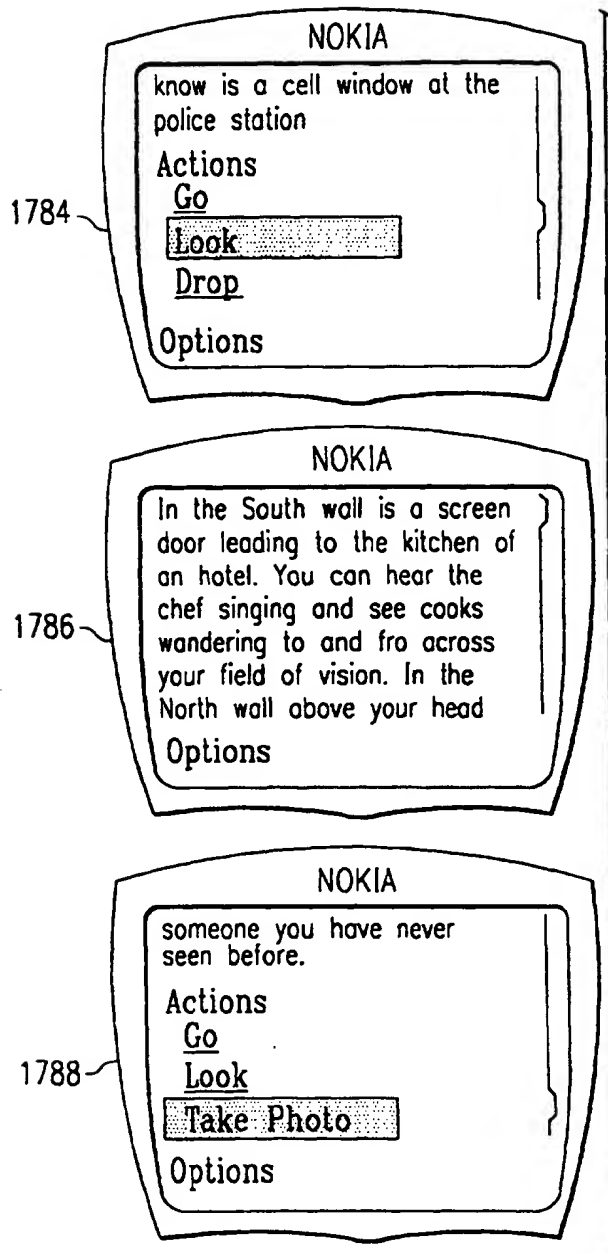 NOKIA
know is a cell window at the
police station
Actions
Go
1784
Look
Drop
Options
NOKIA
In the South wall is a screen
door leading to the kitchen of
an hotel. You can hear the
chef singing and see cooks
1786
wandering to and fro across
your field of vision. In the
North wall above your head
Options
NOKIA
someone you have never
seen before.
Actions
Go
Look
1788
Take Photo
Options